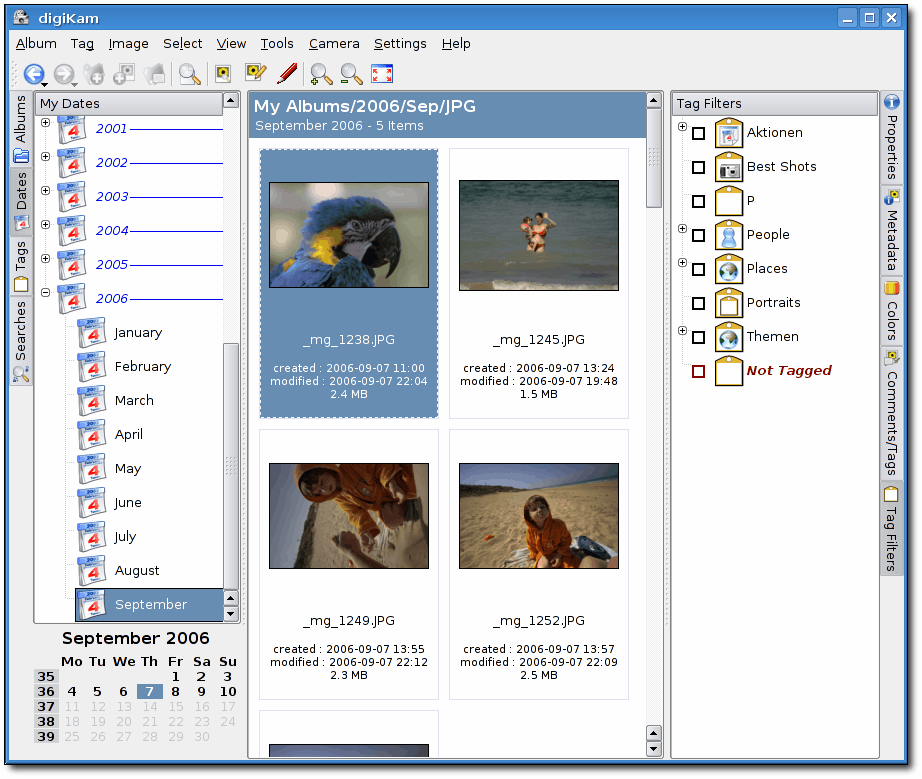 digiKam
Album Tag Image Select View Tools Camera Settings Help
Albums
Dates
Tags
Searches
My Dates
2001
2002
2003
2004
2005
2006
January
February
March
April
May
June
July
August
September
September 2006
Mo Tu We Th Fr Sa Su
35 1 2 3
36 4 5 6 7 8 9 10
37 11 12 13 14 15 16 17
38 18 19 20 21 22 23 24
39 25 26 27 28 29 30
My Albums/2006/Sep/JPG
September 2006 - 5 Items
_mg_1238.JPG
created : 2006-09-07 11:00
modified : 2006-09-07 22:04
2.4 MB
_mg_1245.JPG
created : 2006-09-07 13:24
modified : 2006-09-07 19:48
1.5 MB
_mg_1249.JPG
created : 2006-09-07 13:55
modified : 2006-09-07 22:12
2.3 MB
_mg_1252.JPG
created : 2006-09-07 13:57
modified : 2006-09-07 22:09
2.5 MB
Tag Filters
Aktionen
Best Shots
P
People
Places
Portraits
Themen
Not Tagged
Properties
Metadata
Colors
Comments/Tags
Tag Filters